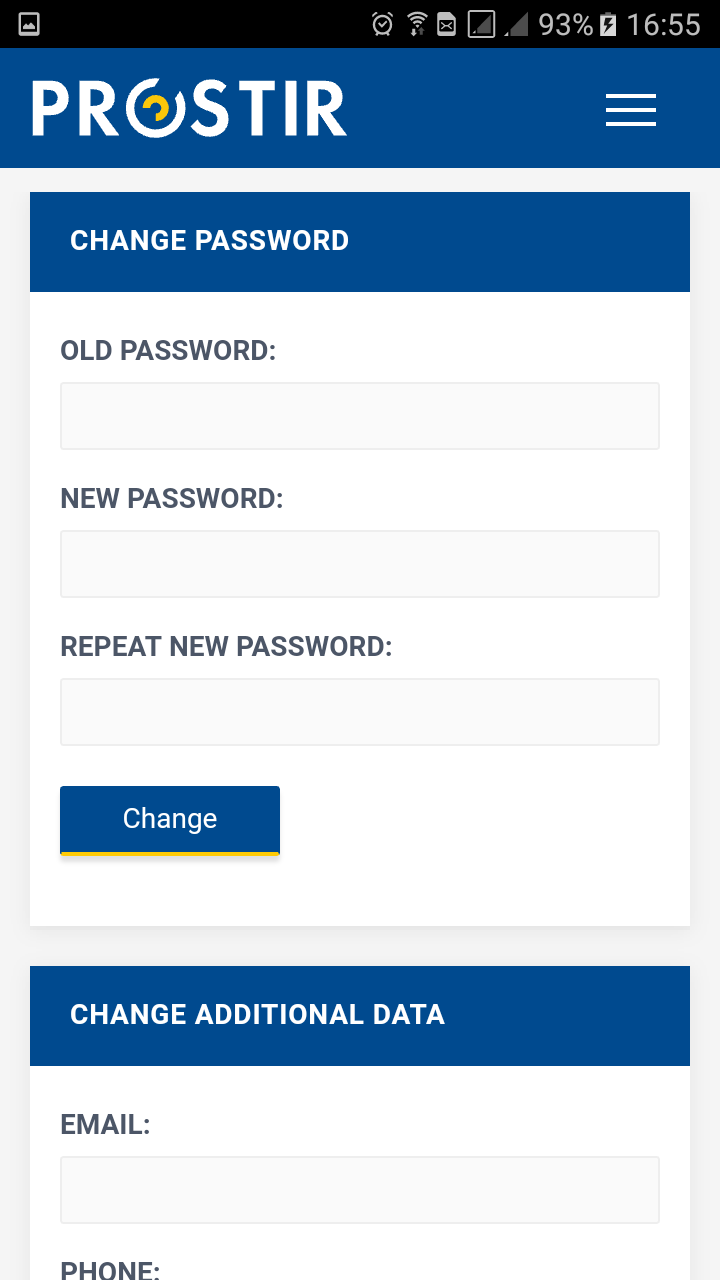 93% 16:55
PROSTIR
CHANGE PASSWORD
OLD PASSWORD:
NEW PASSWORD:
REPEAT NEW PASSWORD:
Change
CHANGE ADDITIONAL DATA
EMAIL:
PHONE: